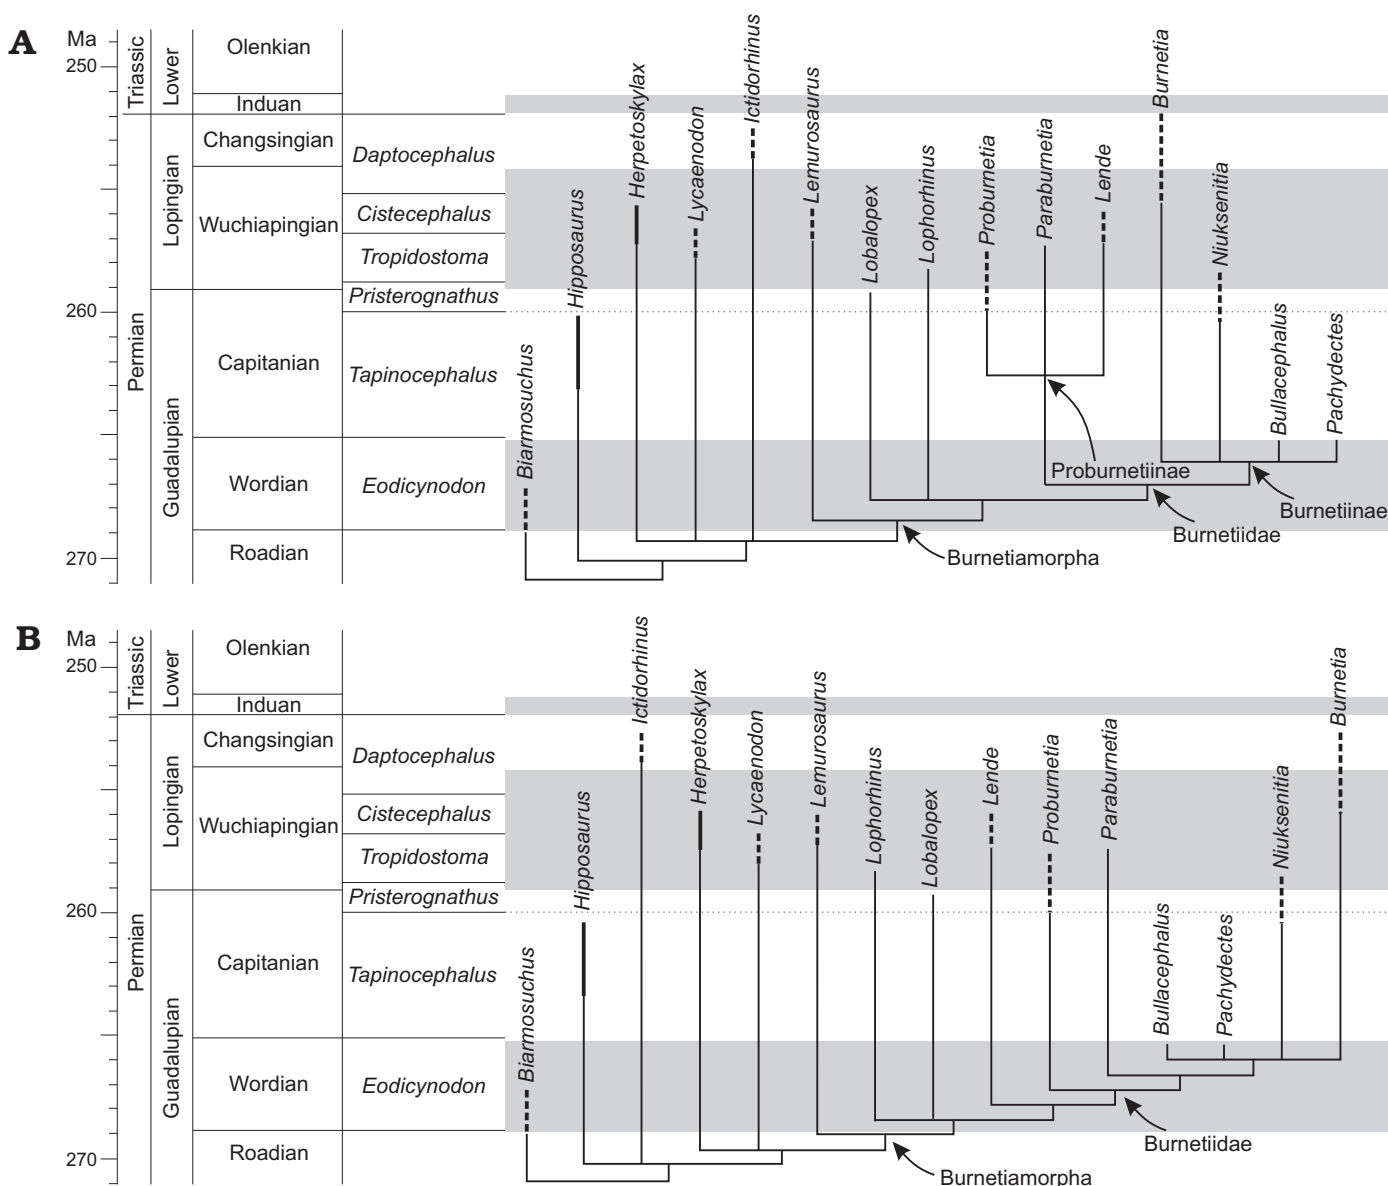 A
Ma
250
260
270
Triassic
Permian
Lower
Lopingian
Guadalupian
Olenkian
Induan
Changsingian
Wuchiapingian
Capitanian
Wordian
Roadian
Daptocephalus
Cistecephalus
Tropidostoma
Pristerognathus
Tapinocephalus
Eodicynodon
Biarmosuchus
Hipposaurus
Herpetoskylax
Lycaenodon
Ictidorhinus
Lemurosaurus
Lobalopex
Lophorhinus
Proburnetia
Paraburnetia
Lende
Burnetia
Niuksenitia
Bullacephalus
Pachydectes
Proburnetiinae
Burnetiinae
Burnetiidae
Burnetiamorpha
B
Ma
250
260
270
Triassic
Permian
Lower
Lopingian
Guadalupian
Olenkian
Induan
Changsingian
Wuchiapingian
Capitanian
Wordian
Roadian
Daptocephalus
Cistecephalus
Tropidostoma
Pristerognathus
Tapinocephalus
Eodicynodon
Biarmosuchus
Hipposaurus
Ictidorhinus
Herpetoskylax
Lycaenodon
Lemurosaurus
Lophorhinus
Lobalopex
Lende
Proburnetia
Paraburnetia
Bullacephalus
Pachydectes
Niuksenitia
Burnetia
Burnetiidae
Burnetiamorpha